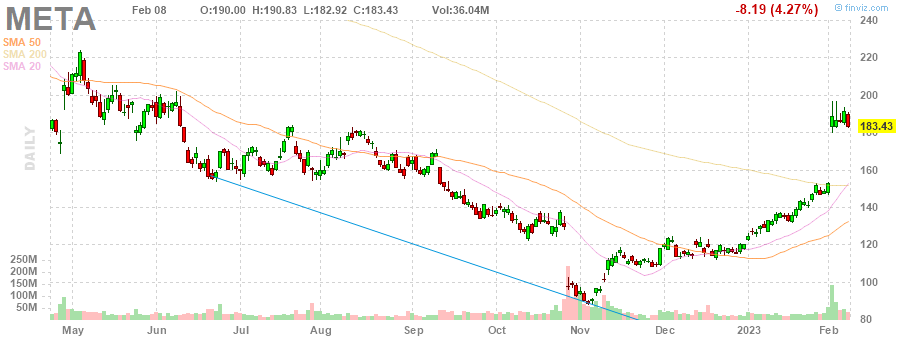 META Feb 08 O:190.00 H:190.83 L:182.92 C:183.43 Vol:36.04M -8.19 (4.27%) finviz.com
SMA 50
SMA 200
SMA 20
DAILY
240
220
200
180
183.43
160
140
120
100
80
250M
200M
150M
100M
50M
May Jun Jul Aug Sep Oct Nov Dec 2023 Feb